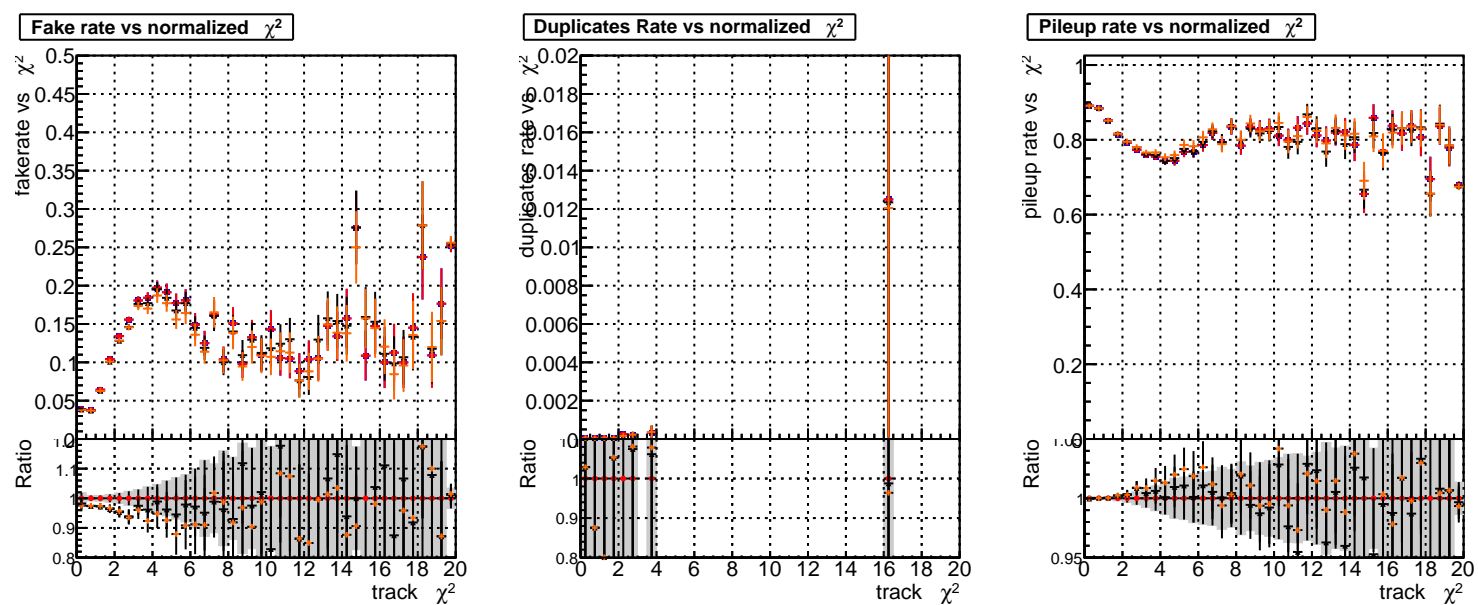 Fake rate vs normalized χ²
fakerate vs χ²
0.5
0.45
0.4
0.35
0.3
0.25
0.2
0.15
0.1
0.05
Ratio
1.1
1
0.9
0.8
0 2 4 6 8 10 12 14 16 18 20
track χ²
Duplicates Rate vs normalized χ²
duplicates rate vs χ²
0.02
0.018
0.016
0.014
0.012
0.01
0.008
0.006
0.004
0.002
Ratio
1
0.9
0.8
0 2 4 6 8 10 12 14 16 18 20
track χ²
Pileup rate vs normalized χ²
pileup rate vs χ²
1
0.8
0.6
0.4
0.2
Ratio
1.05
1
0.95
0 2 4 6 8 10 12 14 16 18 20
track χ²